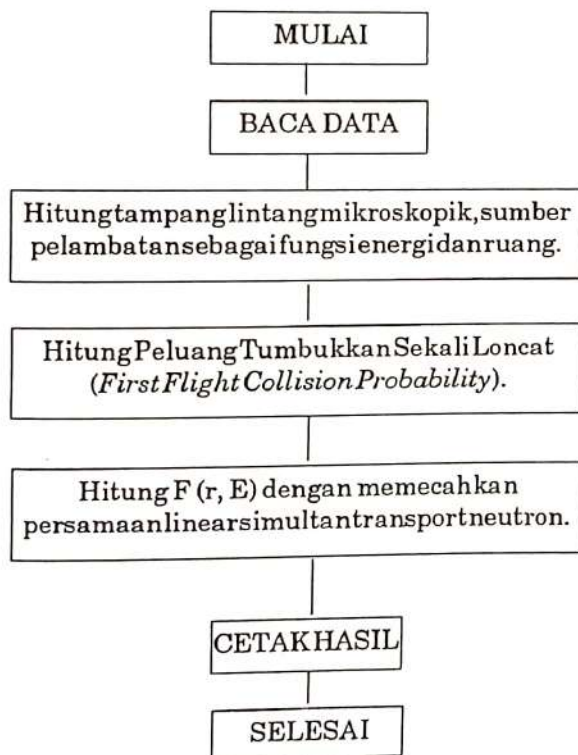 MULAI
BACA DATA
Hitungtampanglintangmikroskopik,sumber
pelambatansebagaifungsienergidanruang.
HitungPeluangTumbukkanSekaliLoncat
(FirstFlightCollisionProbability).
Hitung F (r, E) dengan memecahkan
persamaanlinearsimultantransportneutron.
CETAKHASIL
SELESAI